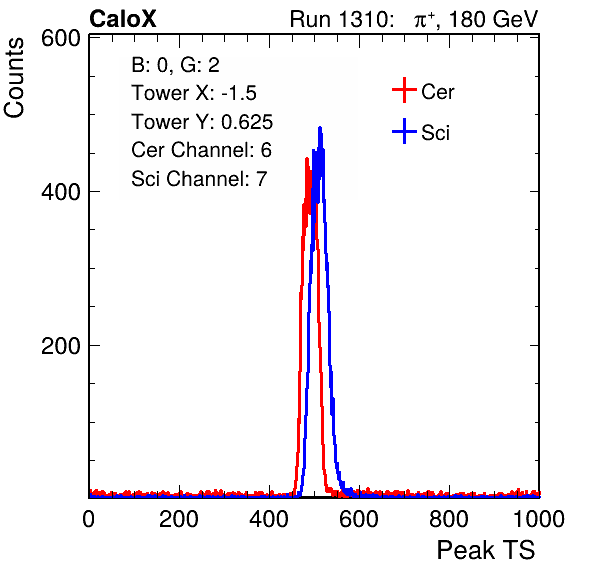 CaloX
Run 1310: π⁺, 180 GeV
Counts
600
400
200
B: 0, G: 2
Tower X: -1.5
Tower Y: 0.625
Cer Channel: 6
Sci Channel: 7
Cer
Sci
0 200 400 600 800 1000
Peak TS